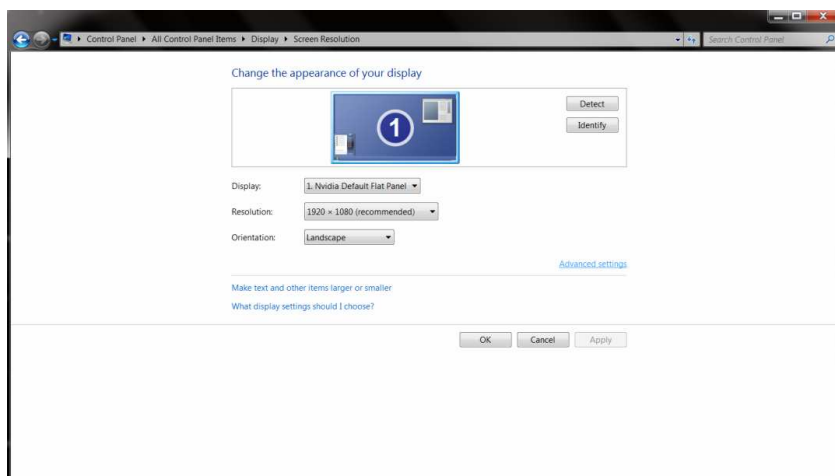 Control Panel ▸ All Control Panel Items ▸ Display ▸ Screen Resolution
Search Control Panel
Change the appearance of your display
1
Detect
Identify
Display: 1. Nvidia Default Flat Panel
Resolution: 1920 × 1080 (recommended)
Orientation: Landscape
Advanced settings
Make text and other items larger or smaller
What display settings should I choose?
OK Cancel Apply